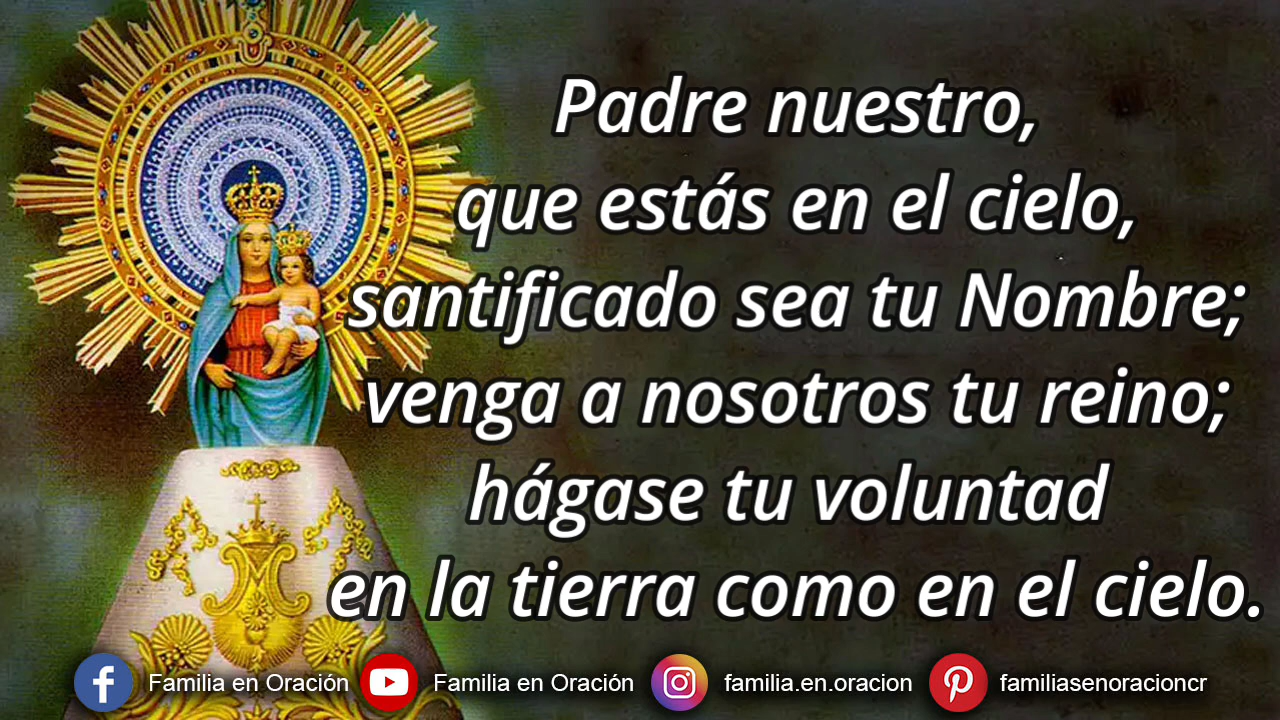 Padre nuestro,
que estás en el cielo,
santificado sea tu Nombre;
venga a nosotros tu reino;
hágase tu voluntad
en la tierra como en el cielo.
Familia en Oración
Familia en Oración
familia.en.oracion
familiasenoracioncr